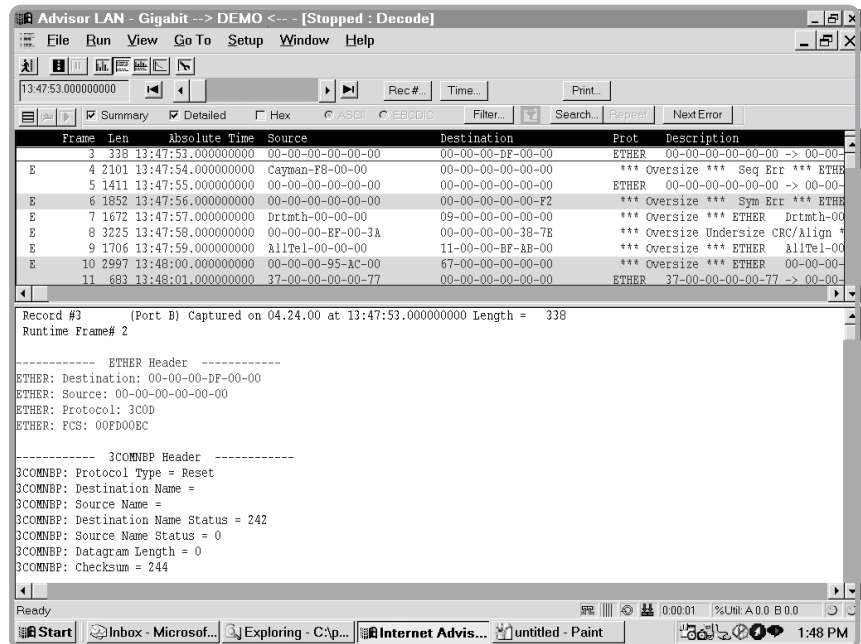 Advisor LAN - Gigabit --> DEMO <-- - [Stopped : Decode]
File Run View Go To Setup Window Help
13:47:53.000000000 Rec #... Time... Print...
Summary Detailed Hex ASCII EBCDIC Filter... Search... Repeat Next Error
Frame Len Absolute Time Source Destination Prot Description
3 338 13:47:53.000000000 00-00-00-00-00-00 00-00-00-DF-00-00 ETHER 00-00-00-00-00-00 -> 00-00-
E 4 2101 13:47:54.000000000 Cayman-F8-00-00 00-00-00-00-00-00 *** Oversize *** Seq Err *** ETHE
5 1411 13:47:55.000000000 00-00-00-00-00-00 00-00-00-00-00-00 ETHER 00-00-00-00-00-00 -> 00-00-
E 6 1852 13:47:56.000000000 00-00-00-00-00-00 00-00-00-00-00-F2 *** Oversize *** Sym Err *** ETHE
E 7 1672 13:47:57.000000000 Drtmth-00-00-00 09-00-00-00-00-00 *** Oversize *** ETHER Drtmth-00
E 8 3225 13:47:58.000000000 00-00-00-EF-00-3A 00-00-00-00-38-7E *** Oversize Undersize CRC/Align *
E 9 1706 13:47:59.000000000 AllTel-00-00-00 11-00-00-BF-AB-00 *** Oversize *** ETHER AllTel-00
E 10 2997 13:48:00.000000000 00-00-00-95-AC-00 67-00-00-00-00-00 *** Oversize *** ETHER 00-00-00-
11 683 13:48:01.000000000 37-00-00-00-00-77 00-00-00-00-00-00 ETHER 37-00-00-00-00-77 -> 00-00-
Record #3 (Port B) Captured on 04.24.00 at 13:47:53.000000000 Length = 338
Runtime Frame# 2
------------ ETHER Header ------------
ETHER: Destination: 00-00-00-DF-00-00
ETHER: Source: 00-00-00-00-00-00
ETHER: Protocol: 3COD
ETHER: FCS: 00FD00EC
------------ 3COMNBP Header ------------
3COMNBP: Protocol Type = Reset
3COMNBP: Destination Name =
3COMNBP: Source Name =
3COMNBP: Destination Name Status = 242
3COMNBP: Source Name Status = 0
3COMNBP: Datagram Length = 0
3COMNBP: Checksum = 244
Ready 0:00:01 %Util: A 0.0 B 0.0
Start Inbox - Microsof... Exploring - C:\p... Internet Advis... untitled - Paint 1:48 PM